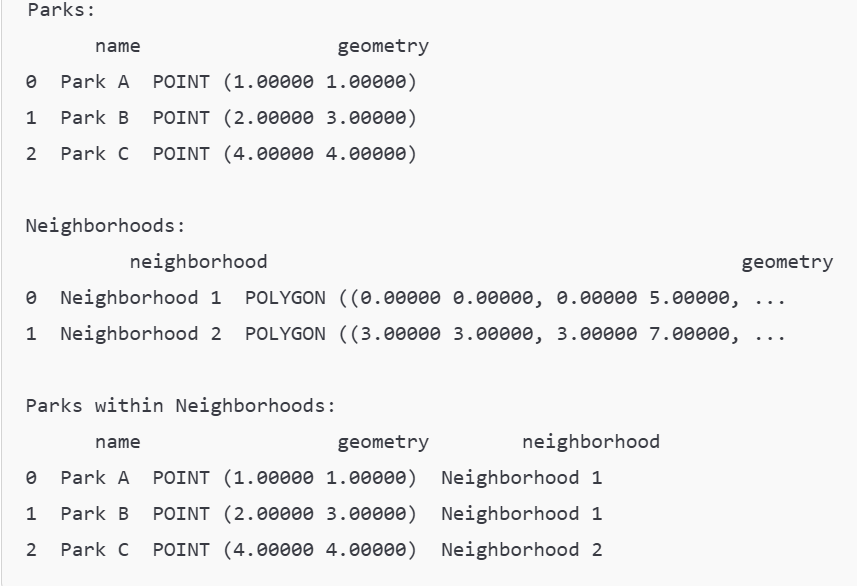 Parks:
name geometry
0 Park A POINT (1.00000 1.00000)
1 Park B POINT (2.00000 3.00000)
2 Park C POINT (4.00000 4.00000)
Neighborhoods:
neighborhood geometry
0 Neighborhood 1 POLYGON ((0.00000 0.00000, 0.00000 5.00000, ...
1 Neighborhood 2 POLYGON ((3.00000 3.00000, 3.00000 7.00000, ...
Parks within Neighborhoods:
name geometry neighborhood
0 Park A POINT (1.00000 1.00000) Neighborhood 1
1 Park B POINT (2.00000 3.00000) Neighborhood 1
2 Park C POINT (4.00000 4.00000) Neighborhood 2